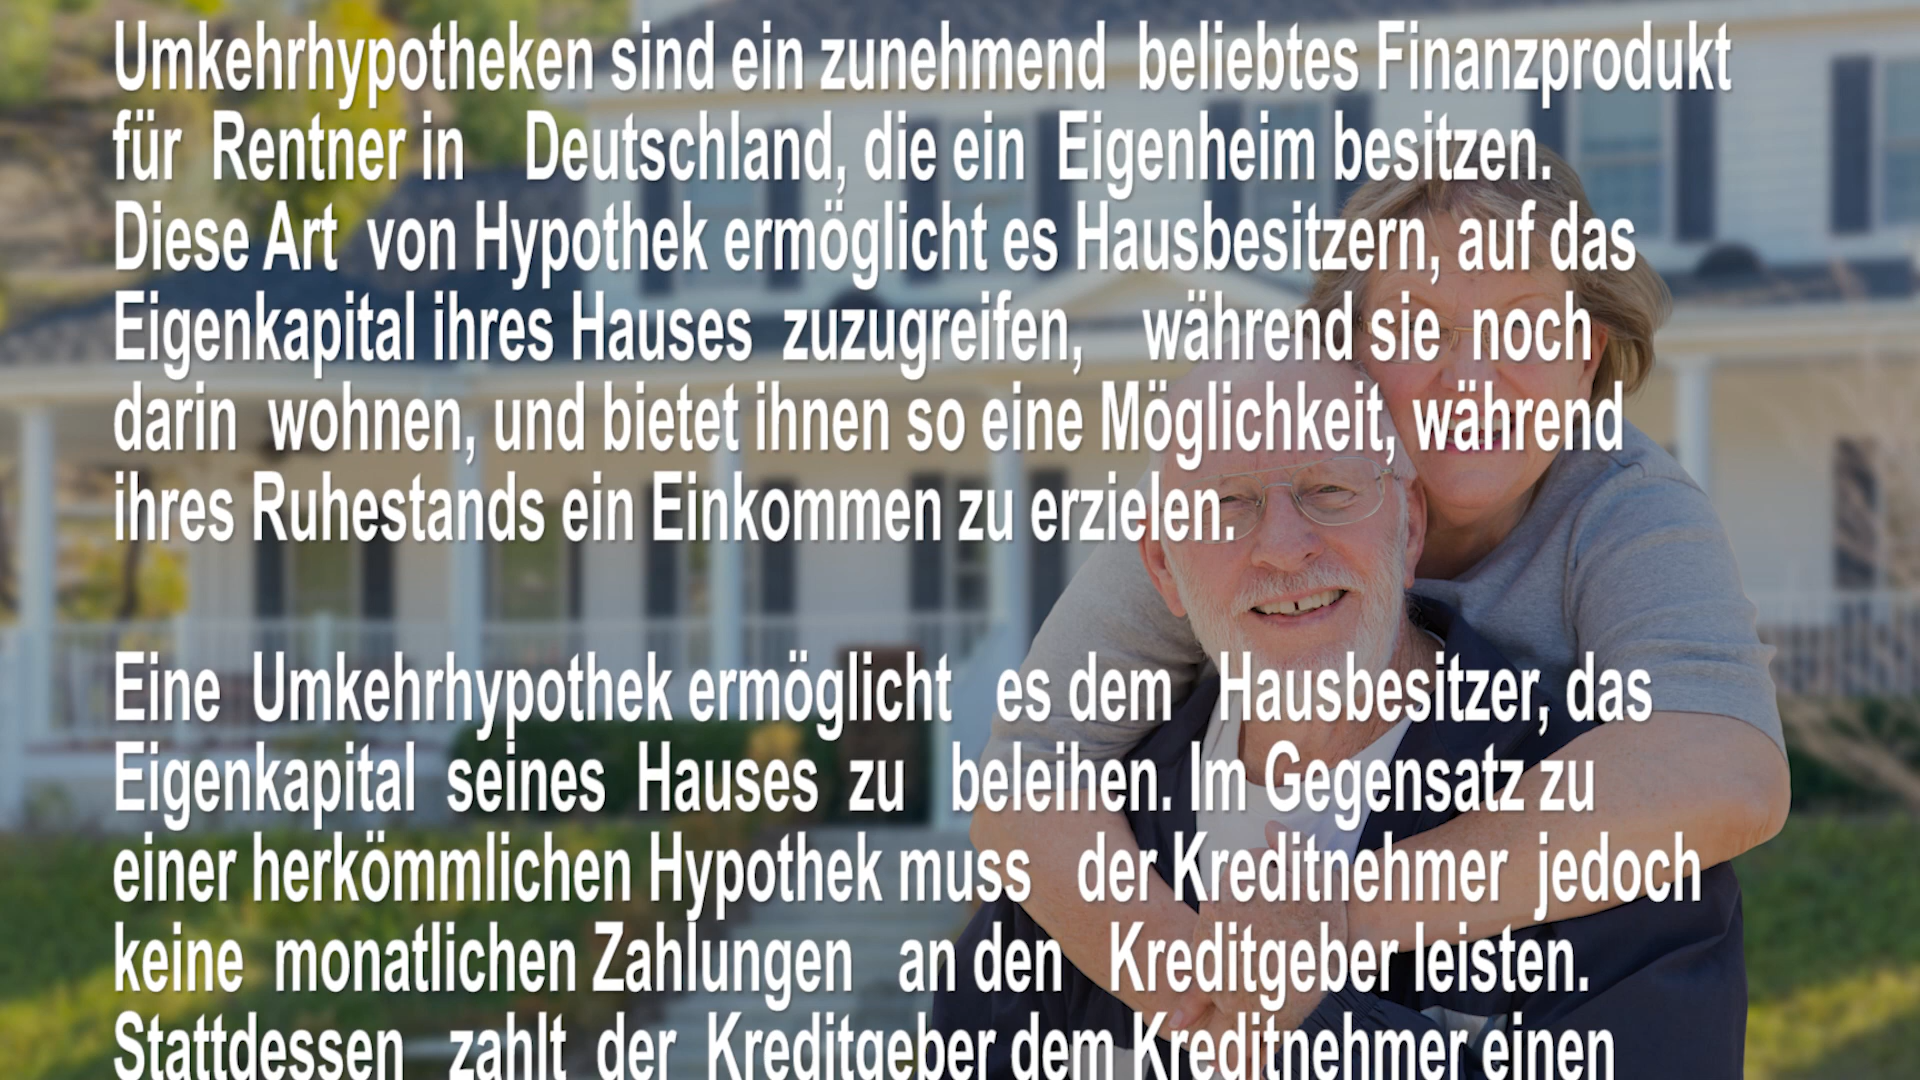 Umkehrhypotheken sind ein zunehmend beliebtes Finanzprodukt
für Rentner in Deutschland, die ein Eigenheim besitzen.
Diese Art von Hypothek ermöglicht es Hausbesitzern, auf das
Eigenkapital ihres Hauses zuzugreifen, während sie noch
darin wohnen, und bietet ihnen so eine Möglichkeit, während
ihres Ruhestands ein Einkommen zu erzielen.
Eine Umkehrhypothek ermöglicht es dem Hausbesitzer, das
Eigenkapital seines Hauses zu beleihen. Im Gegensatz zu
einer herkömmlichen Hypothek muss der Kreditnehmer jedoch
keine monatlichen Zahlungen an den Kreditgeber leisten.
Stattdessen zahlt der Kreditgeber dem Kreditnehmer einen